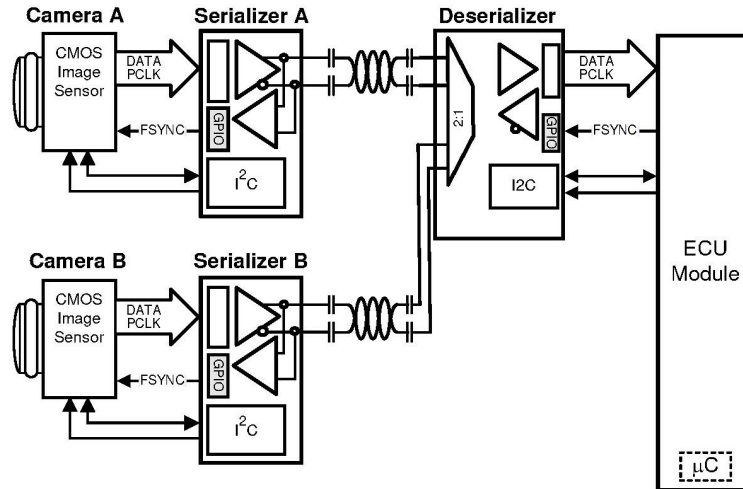 Camera A
Serializer A
Deserializer
CMOS
Image
Sensor
DATA
PCLK
FSYNC
GPIO
I²C
2:1
DATA
PCLK
FSYNC
GPIO
I2C
ECU
Module
μC
Camera B
Serializer B
CMOS
Image
Sensor
DATA
PCLK
FSYNC
GPIO
I²C